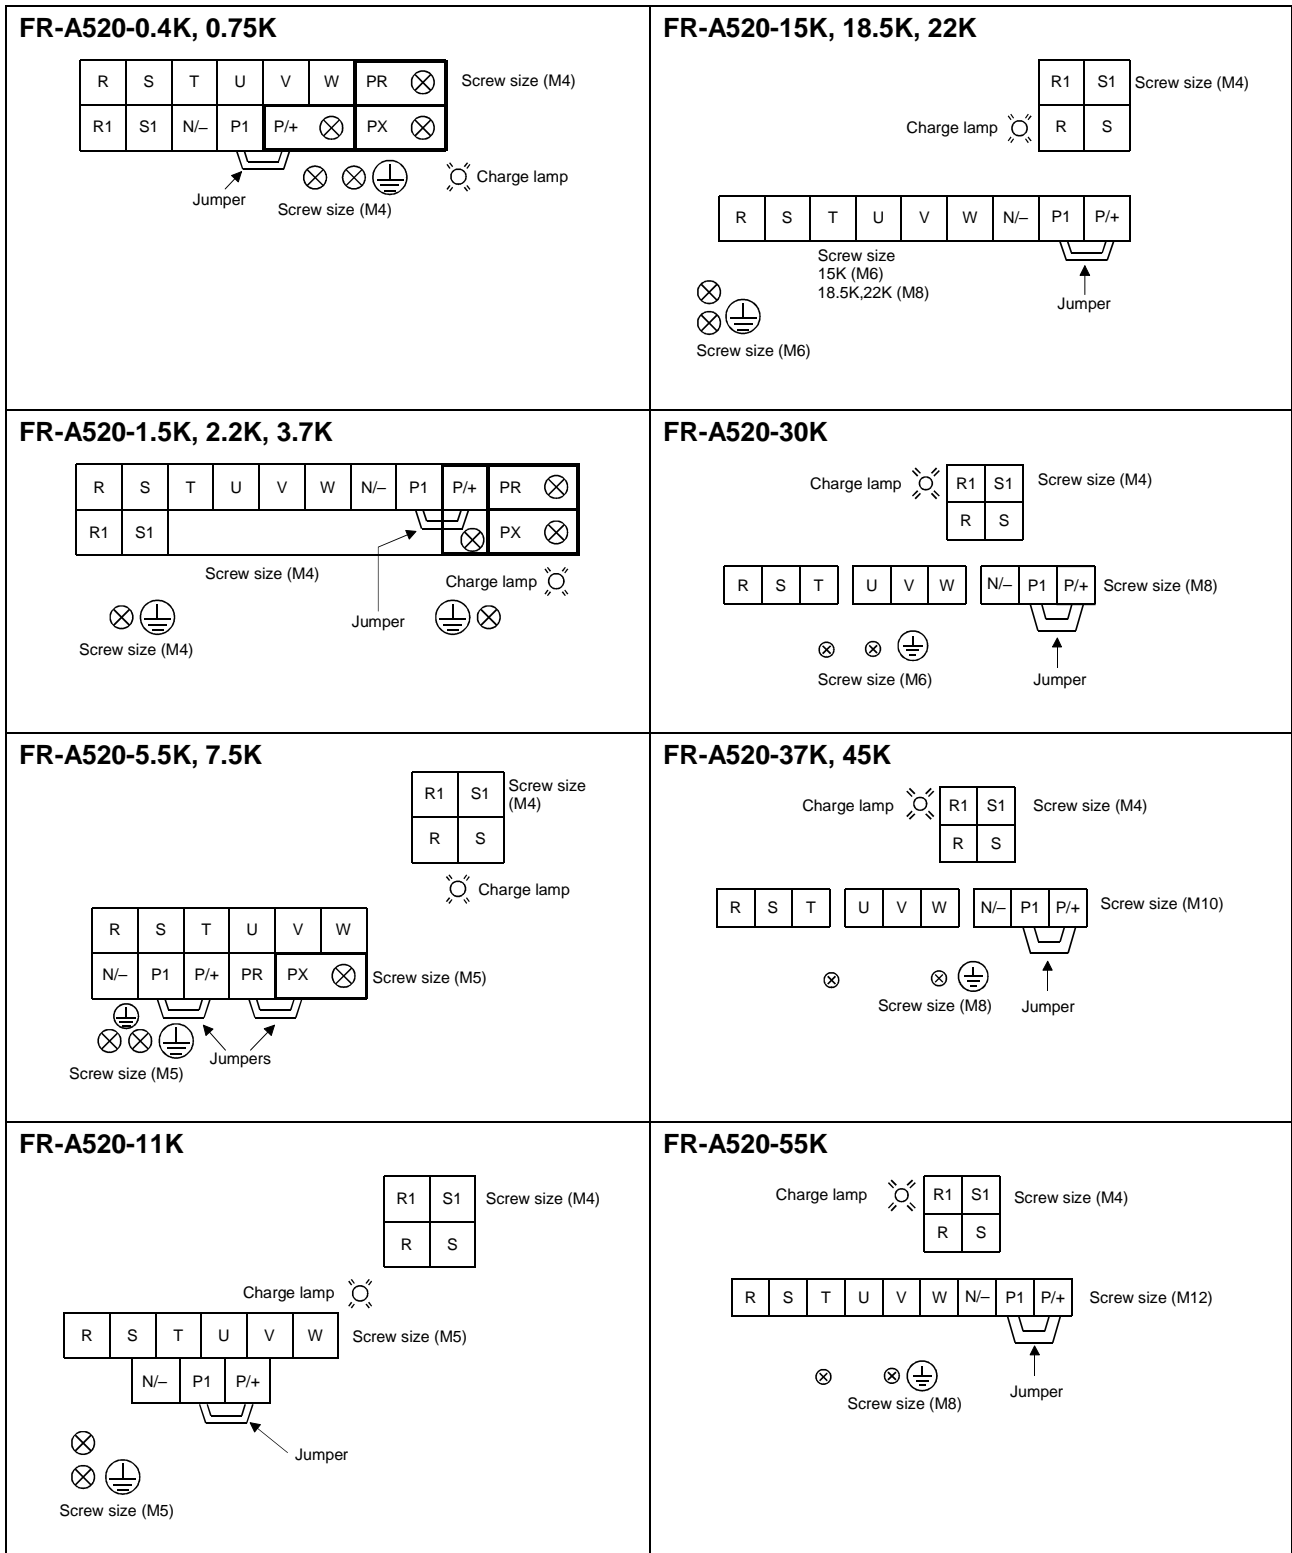 FR-A520-0.4K, 0.75K
R S T U V W PR Screw size (M4)
R1 S1 N/– P1 P/+ PX
Charge lamp
Jumper
Screw size (M4)
FR-A520-15K, 18.5K, 22K
R1 S1 Screw size (M4)
Charge lamp R S
R S T U V W N/– P1 P/+
Screw size
15K (M6)
18.5K,22K (M8)
Jumper
Screw size (M6)
FR-A520-1.5K, 2.2K, 3.7K
R S T U V W N/– P1 P/+ PR
R1 S1 PX
Screw size (M4)
Charge lamp
Jumper
Screw size (M4)
FR-A520-30K
Charge lamp R1 S1 Screw size (M4)
R S
R S T U V W N/– P1 P/+ Screw size (M8)
Screw size (M6)
Jumper
FR-A520-5.5K, 7.5K
R1 S1 Screw size
(M4)
R S
Charge lamp
R S T U V W
N/– P1 P/+ PR PX Screw size (M5)
Jumpers
Screw size (M5)
FR-A520-37K, 45K
Charge lamp R1 S1 Screw size (M4)
R S
R S T U V W N/– P1 P/+ Screw size (M10)
Screw size (M8)
Jumper
FR-A520-11K
R1 S1 Screw size (M4)
R S
Charge lamp
R S T U V W Screw size (M5)
N/– P1 P/+
Jumper
Screw size (M5)
FR-A520-55K
Charge lamp R1 S1 Screw size (M4)
R S
R S T U V W N/– P1 P/+ Screw size (M12)
Jumper
Screw size (M8)